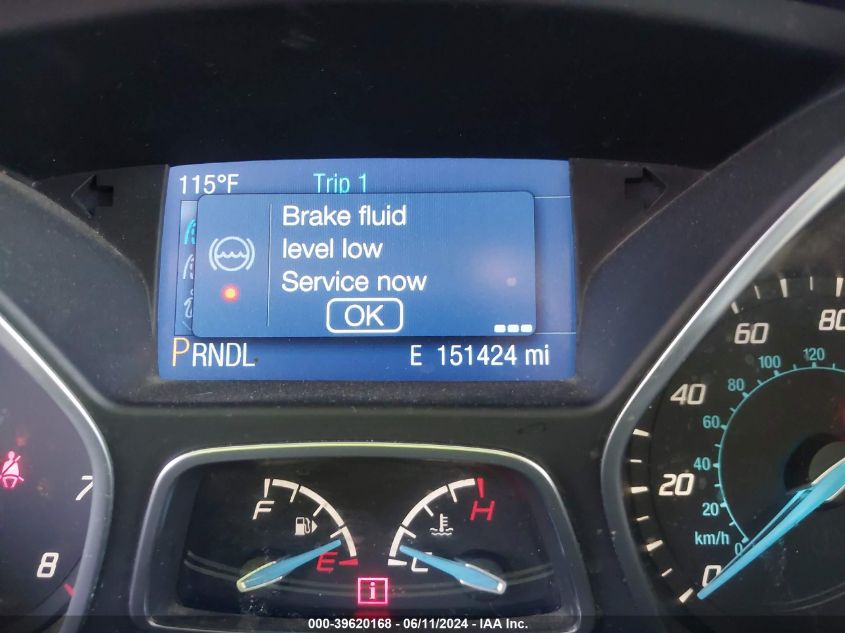 115°F Trip 1
Brake fluid
level low
Service now
OK
PRNDL E 151424 mi
60 80
100 120
40 80
60
20 40
20
km/h 0
0
7
8
F H
E C
i
000-39620168 - 06/11/2024 - IAA Inc.